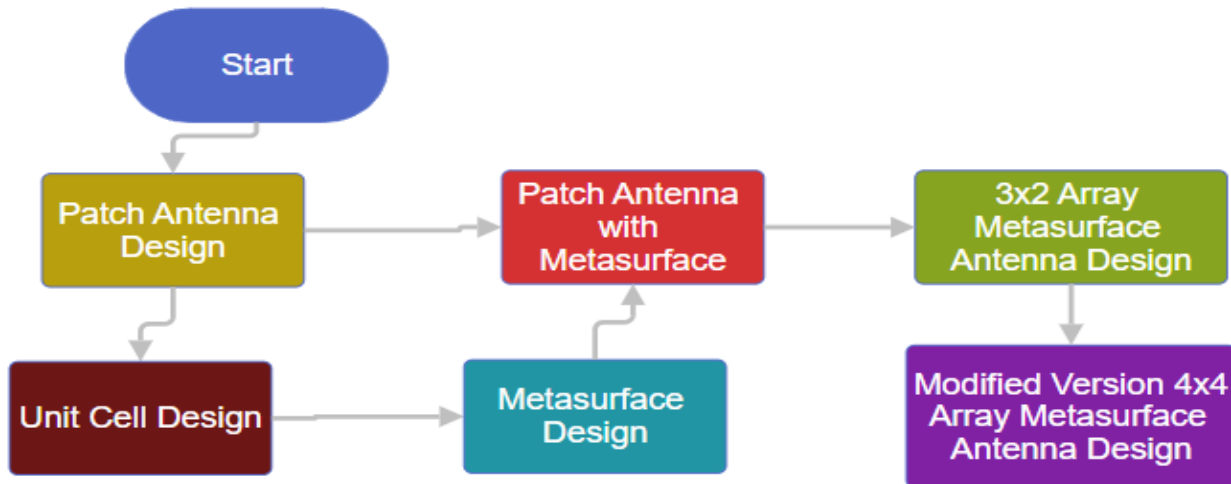 Start
Patch Antenna
Design
Patch Antenna
with
Metasurface
3x2 Array
Metasurface
Antenna Design
Unit Cell Design
Metasurface
Design
Modified Version 4x4
Array Metasurface
Antenna Design